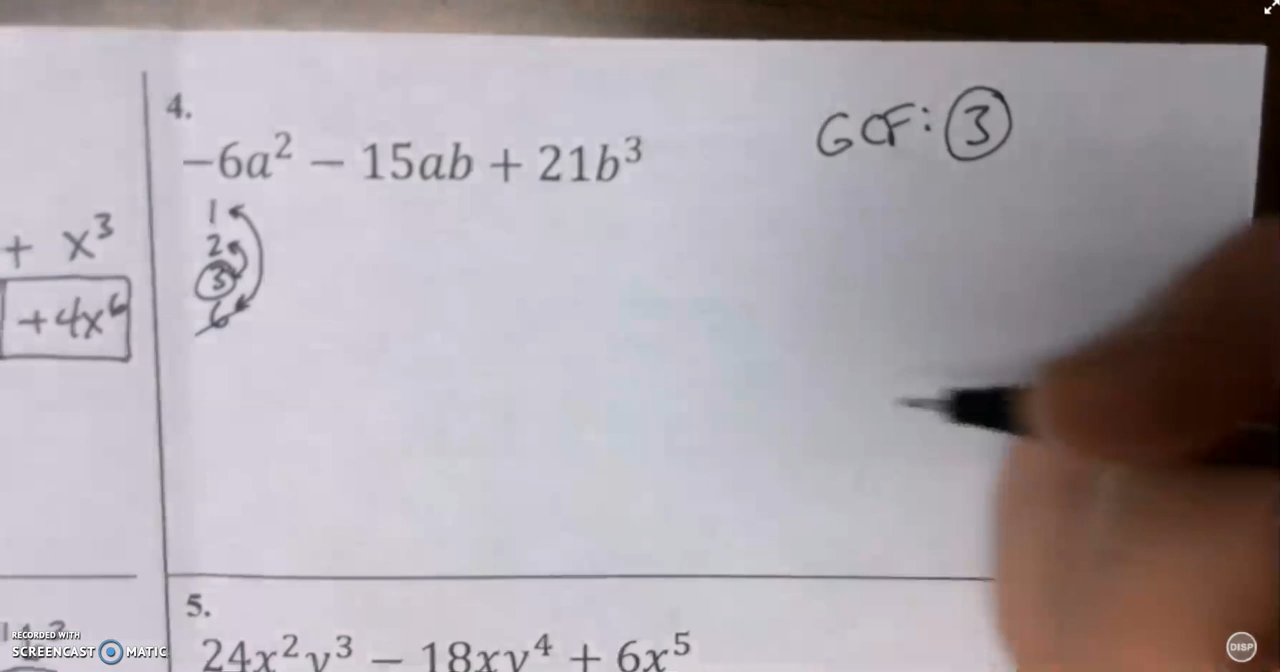 4.
−6a² − 15ab + 21b³
GCF: 3
1
2
3
6
+ x³
+4x⁶
5.
24x²y³ − 18xy⁴ + 6x⁵
RECORDED WITH
SCREENCAST MATIC
DISP